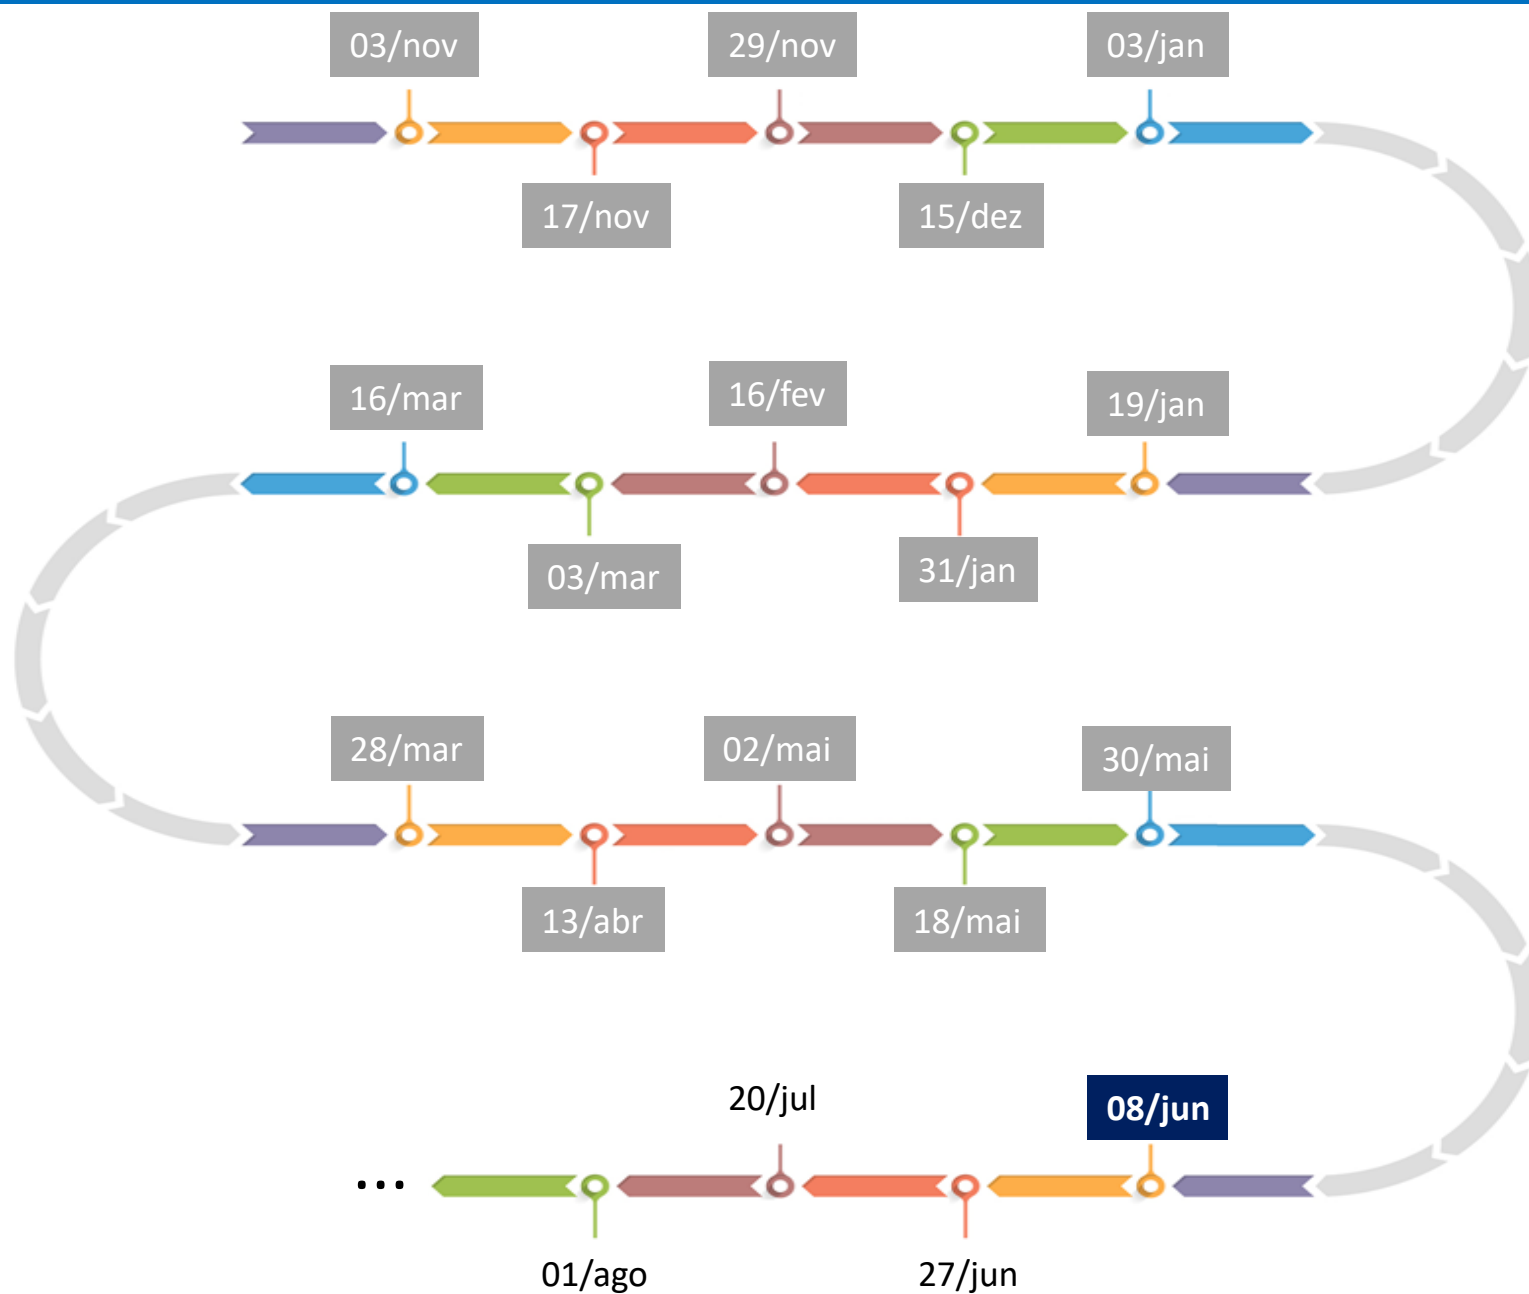 03/nov
29/nov
03/jan
17/nov
15/dez
16/mar
16/fev
19/jan
03/mar
31/jan
28/mar
02/mai
30/mai
13/abr
18/mai
20/jul
08/jun
...
01/ago
27/jun